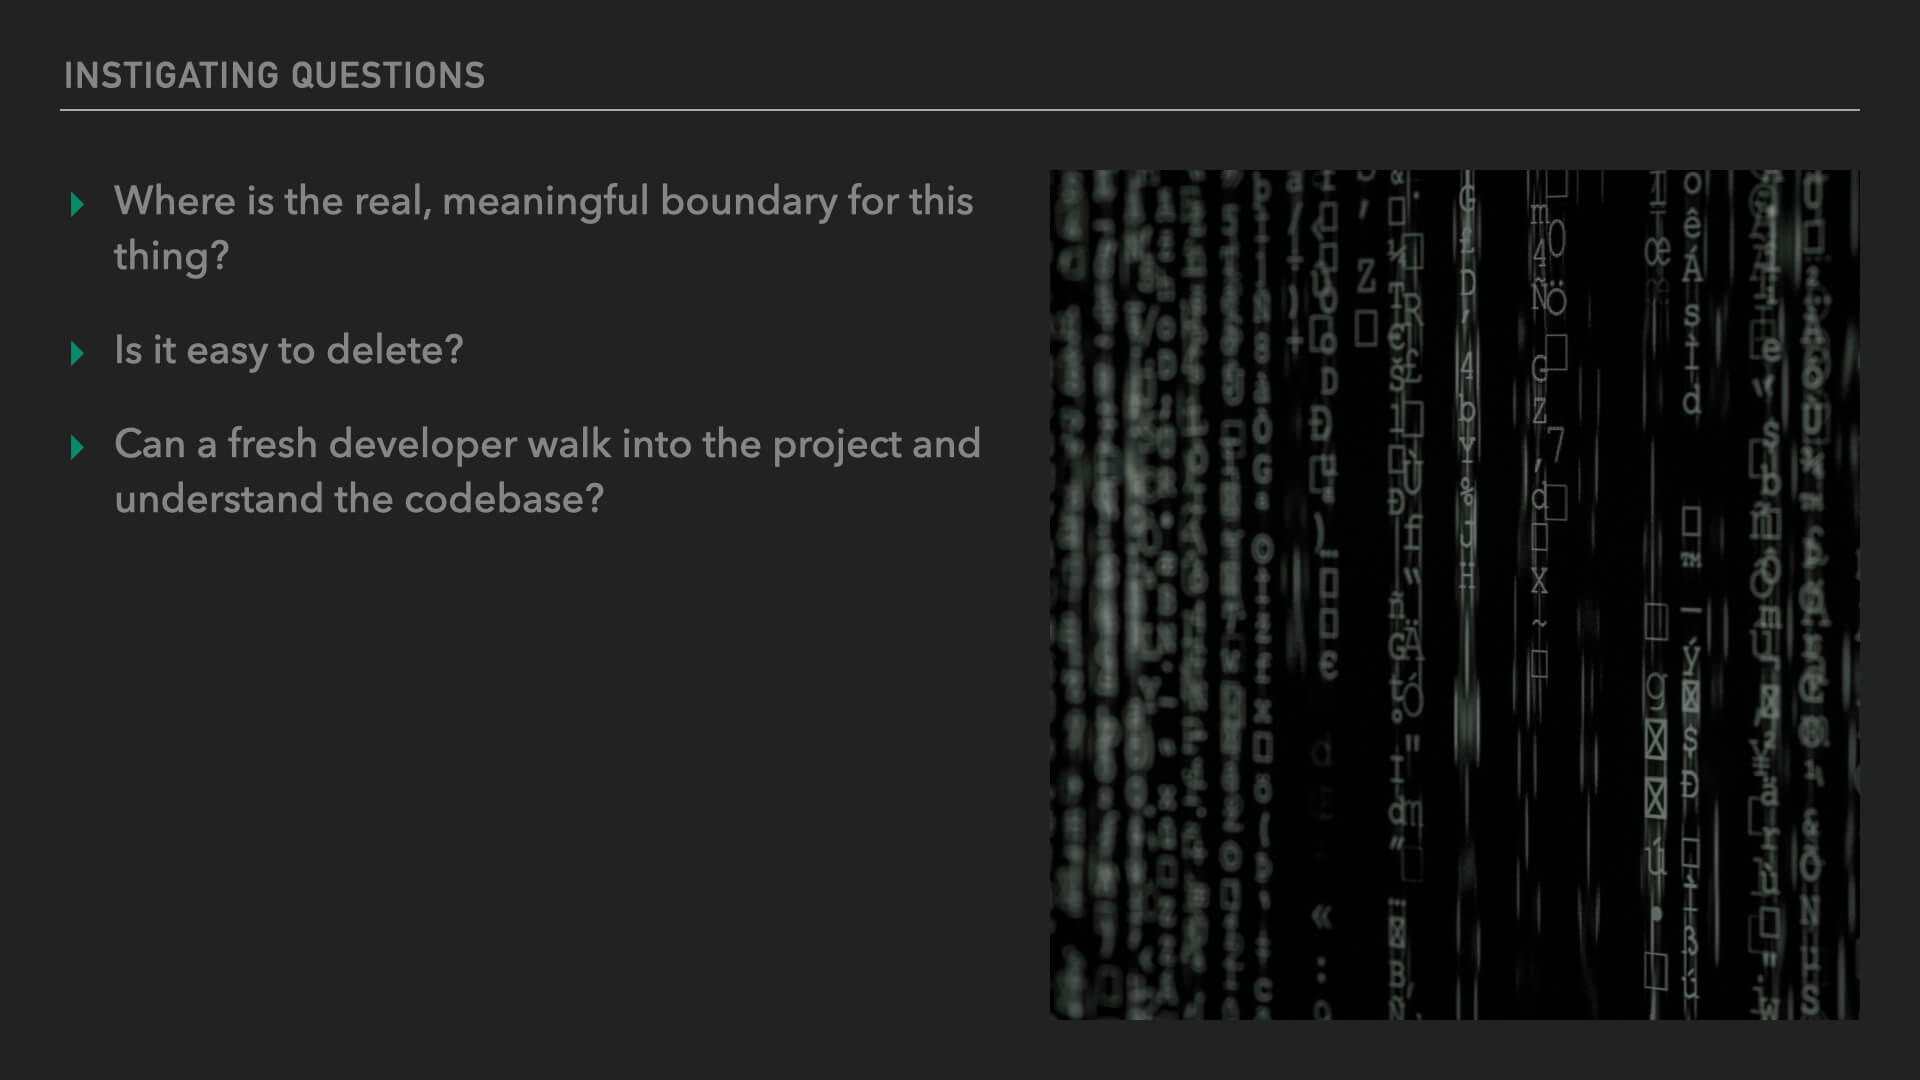 INSTIGATING QUESTIONS
Where is the real, meaningful boundary for this
thing?
Is it easy to delete?
Can a fresh developer walk into the project and
understand the codebase?